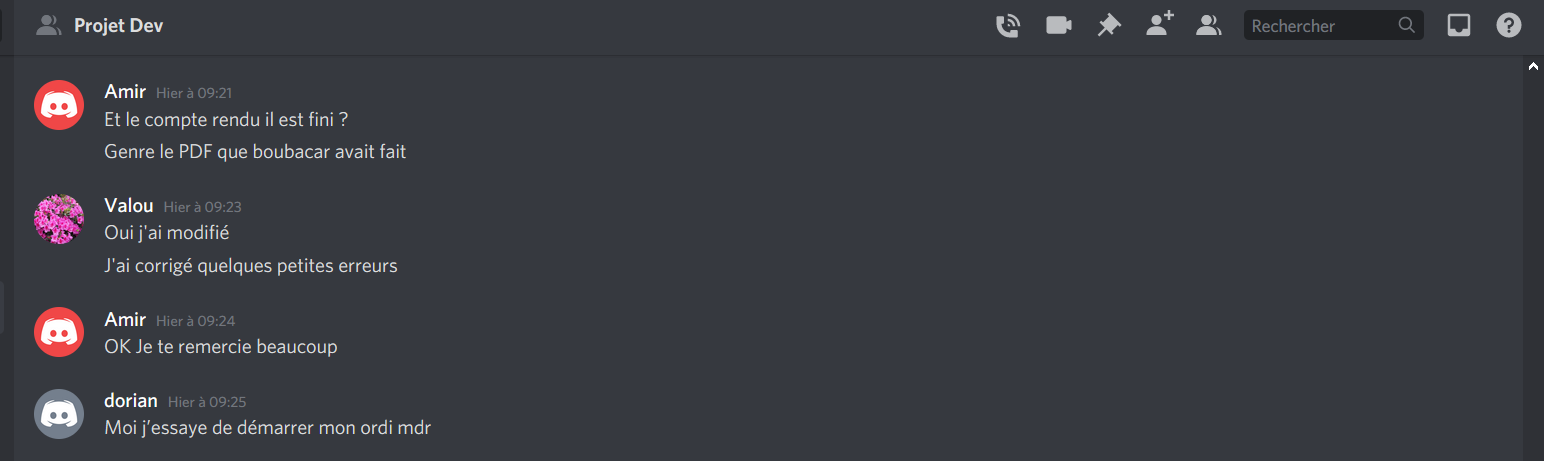 Projet Dev
Rechercher
Amir Hier à 09:21
Et le compte rendu il est fini ?
Genre le PDF que boubacar avait fait
Valou Hier à 09:23
Oui j'ai modifié
J'ai corrigé quelques petites erreurs
Amir Hier à 09:24
OK Je te remercie beaucoup
dorian Hier à 09:25
Moi j’essaye de démarrer mon ordi mdr